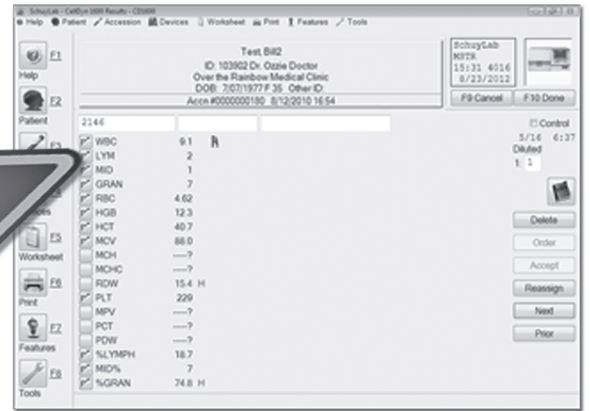 SchuyLab - CellDyn 1600 Results - CD1600
Help Patient Accession Devices Worksheet Print Features Tools
F1
Help
F2
Patient
F3
F5
Worksheet
F6
Print
F7
Features
F8
Tools
Test, Bill2
ID: 103902 Dr. Ozzie Doctor
Over the Rainbow Medical Clinic
DOB: 7/07/1977 F 35 Other ID:
Accn #0000000180 8/12/2010 16:54
SchuyLab
MSTR
15:31 4016
8/23/2012
F9 Cancel F10 Done
2146
WBC 9.1
LYM 2
MID 1
GRAN 7
RBC 4.62
HGB 12.3
HCT 40.7
MCV 88.0
MCH ----?
MCHC ----?
RDW 15.4 H
PLT 229
MPV ----?
PCT ----?
PDW ----?
%LYMPH 18.7
MID% 7
%GRAN 74.8 H
Control
5/16 6:37
Diluted
1: 1
Delete
Order
Accept
Reassign
Next
Prior